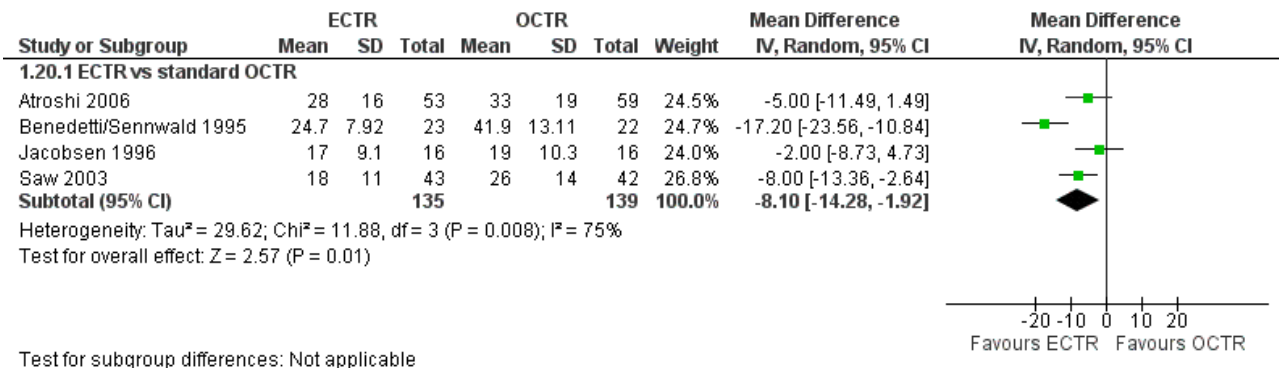 ECTR OCTR Mean Difference Mean Difference
Study or Subgroup Mean SD Total Mean SD Total Weight IV, Random, 95% CI IV, Random, 95% CI
1.20.1 ECTR vs standard OCTR
Atroshi 2006 28 16 53 33 19 59 24.5% -5.00 [-11.49, 1.49]
Benedetti/Sennwald 1995 24.7 7.92 23 41.9 13.11 22 24.7% -17.20 [-23.56, -10.84]
Jacobsen 1996 17 9.1 16 19 10.3 16 24.0% -2.00 [-8.73, 4.73]
Saw 2003 18 11 43 26 14 42 26.8% -8.00 [-13.36, -2.64]
Subtotal (95% CI) 135 139 100.0% -8.10 [-14.28, -1.92]
Heterogeneity: Tau² = 29.62; Chi² = 11.88, df = 3 (P = 0.008); I² = 75%
Test for overall effect: Z = 2.57 (P = 0.01)
-20 -10 0 10 20
Favours ECTR Favours OCTR
Test for subgroup differences: Not applicable